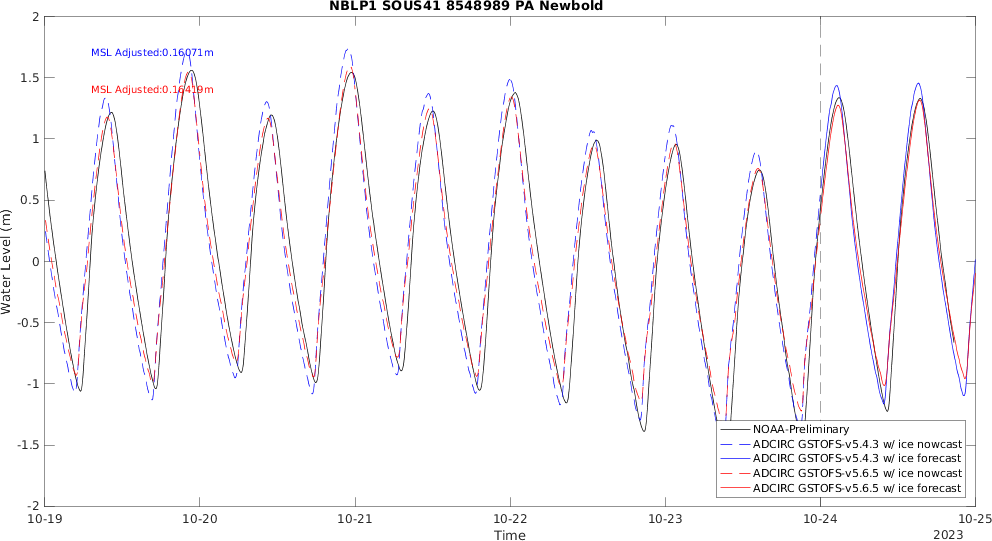 NBLP1 SOUS41 8548989 PA Newbold
MSL Adjusted:0.16071m
MSL Adjusted:0.16419m
Water Level (m)
2
1.5
1
0.5
0
-0.5
-1
-1.5
-2
NOAA-Preliminary
ADCIRC GSTOFS-v5.4.3 w/ ice nowcast
ADCIRC GSTOFS-v5.4.3 w/ ice forecast
ADCIRC GSTOFS-v5.6.5 w/ ice nowcast
ADCIRC GSTOFS-v5.6.5 w/ ice forecast
10-19 10-20 10-21 10-22 10-23 10-24 10-25
Time
2023